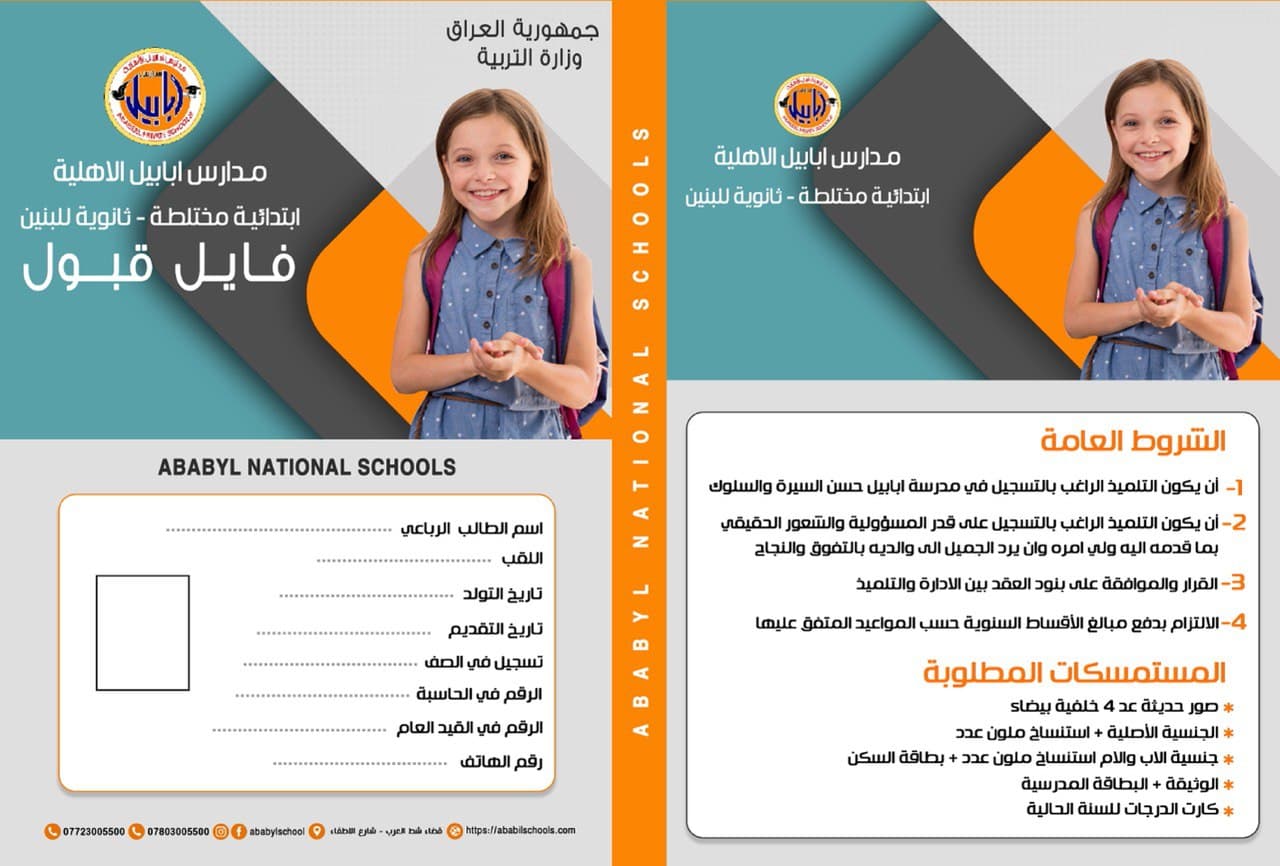 جمهورية العراق
وزارة التربية
ابابيل
مدارس ابابيل الاهلية
ابتدائية مختلطة - ثانوية للبنين
فايل قبول
ABABYL NATIONAL SCHOOLS
اسم الطالب الرباعي
اللقب
تاريخ التولد
تاريخ التقديم
تسجيل في الصف
الرقم في الحاسبة
الرقم في القيد العام
رقم الهاتف
07723005500 07803005500 ababylschool قضاء شط العرب - شارع الاطفاء https://ababilschools.com
ABABYL NATIONAL SCHOOLS
ابابيل
مدارس ابابيل الاهلية
ابتدائية مختلطة - ثانوية للبنين
الشروط العامة
1- أن يكون التلميذ الراغب بالتسجيل في مدرسة ابابيل حسن السيرة والسلوك
2- أن يكون التلميذ الراغب بالتسجيل على قدر المسؤولية والشعور الحقيقي
بما قدمه اليه ولي امره وان يرد الجميل الى والديه بالتفوق والنجاح
3- القرار والموافقة على بنود العقد بين الادارة والتلميذ
4- الالتزام بدفع مبالغ الأقساط السنوية حسب المواعيد المتفق عليها
المستمسكات المطلوبة
* صور حديثة عد 4 خلفية بيضاء
* الجنسية الأصلية + استنساخ ملون عدد
* جنسية الاب والام استنساخ ملون عدد + بطاقة السكن
* الوثيقة + البطاقة المدرسية
* كارت الدرجات للسنة الحالية